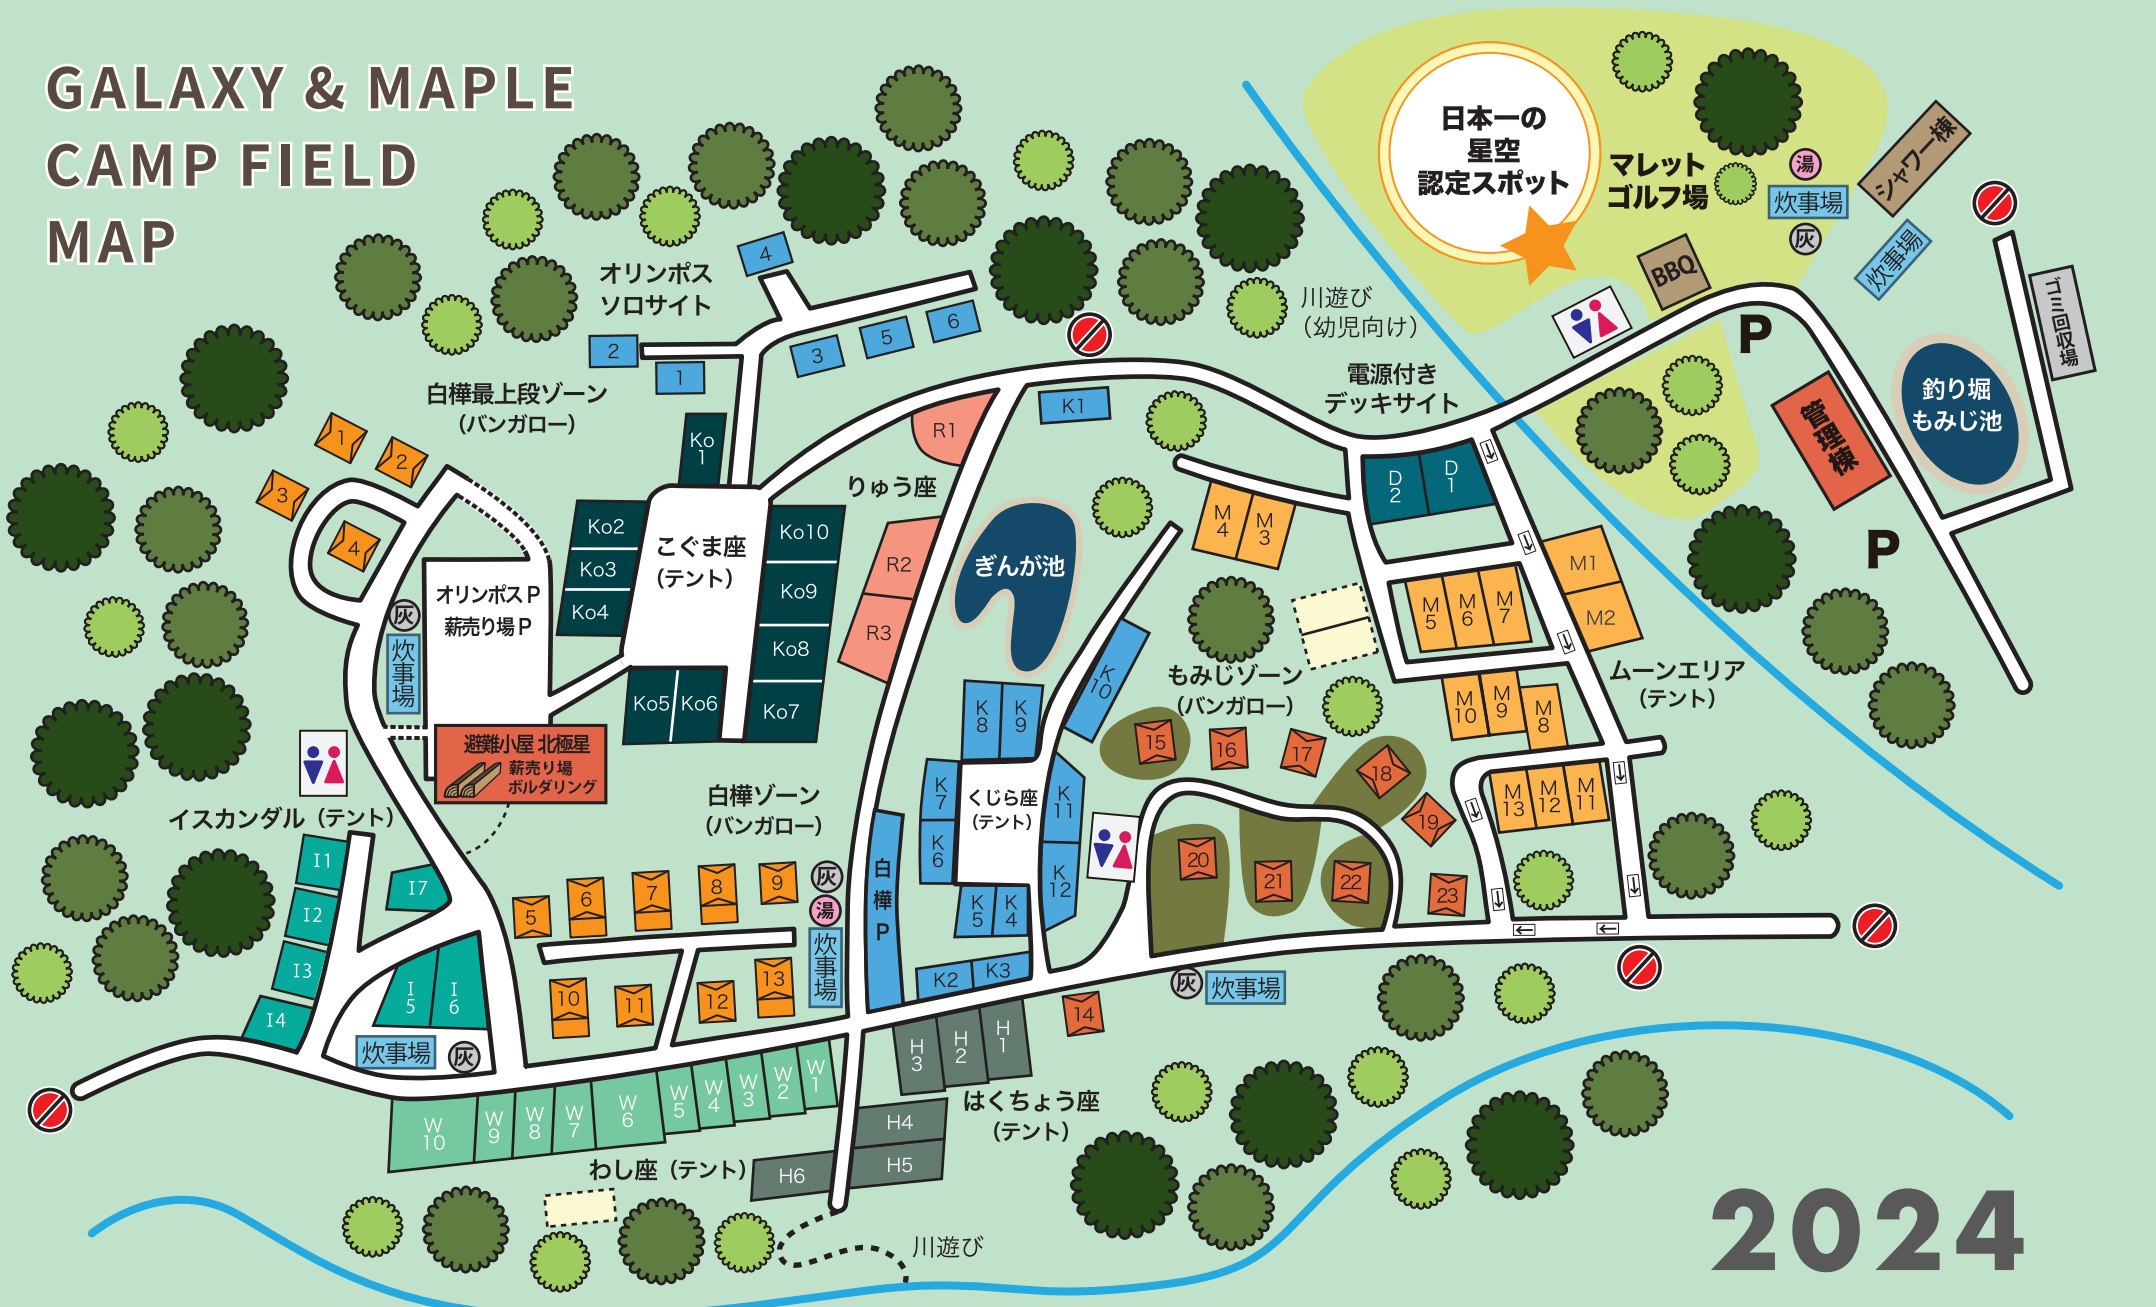 GALAXY & MAPLE
CAMP FIELD
MAP
日本一の
星空
認定スポット
マレット
ゴルフ場
湯
炊事場
灰
シャワー棟
炊事場
BBQ
ゴミ回収場
P
釣り堀
もみじ池
管理棟
P
川遊び
(幼児向け)
電源付き
デッキサイト
オリンポス
ソロサイト
4
2
1
3
5
6
白樺最上段ゾーン
(バンガロー)
1
2
3
4
Ko
1
Ko2
Ko3
Ko4
Ko5
Ko6
Ko7
Ko8
Ko9
Ko10
こぐま座
(テント)
オリンポス P
薪売り場 P
灰
炊事場
避難小屋 北極星
薪売り場
ボルダリング
イスカンダル (テント)
I1
I2
I3
I4
I
5
I
6
I7
炊事場
灰
白樺ゾーン
(バンガロー)
5
6
7
8
9
10
11
12
13
灰
湯
炊事場
白樺P
りゅう座
R1
R2
R3
ぎんが池
K1
K
8
K
9
K
10
K
7
K
6
くじら座
(テント)
K
11
K
12
K
5
K
4
K2
K3
D
2
D
1
M
4
M
3
M1
M2
M
5
M
6
M
7
M
10
M
9
M
8
M
13
M
12
M
11
ムーンエリア
(テント)
もみじゾーン
(バンガロー)
15
16
17
18
19
20
21
22
23
14
灰
炊事場
H
3
H
2
H
1
H4
H5
H6
はくちょう座
(テント)
W
10
W
9
W
8
W
7
W
6
W
5
W
4
W
3
W
2
W
1
わし座 (テント)
川遊び
2024